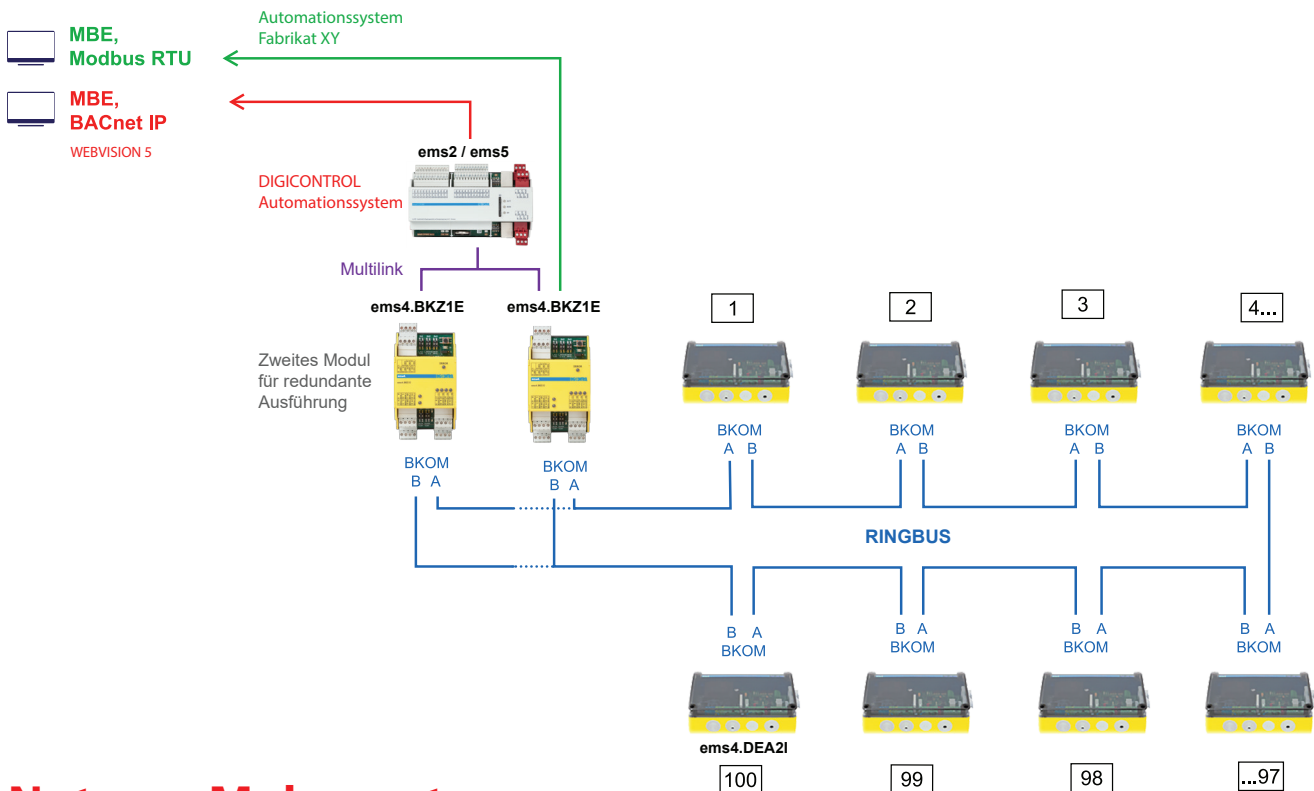 Automationssystem
Fabrikat XY
MBE,
Modbus RTU
MBE,
BACnet IP
WEBVISION 5
ems2 / ems5
DIGICONTROL
Automationssystem
Multilink
ems4.BKZ1E
ems4.BKZ1E
Zweites Modul
für redundante
Ausführung
1
2
3
4...
BKOM
B A
BKOM
B A
BKOM
A B
BKOM
A B
BKOM
A B
BKOM
A B
RINGBUS
B A
BKOM
B A
BKOM
B A
BKOM
B A
BKOM
ems4.DEA2I
100
99
98
...97